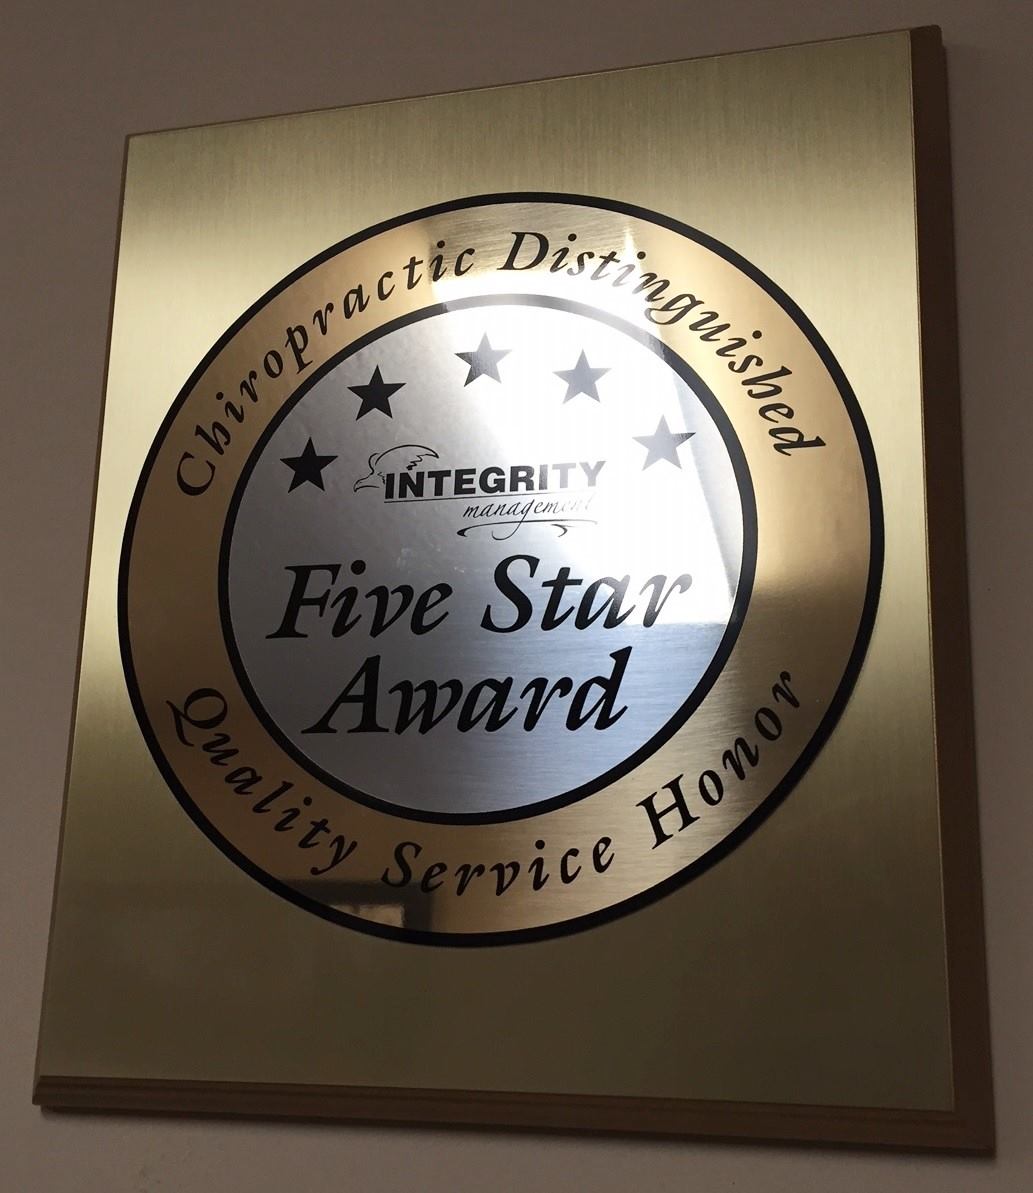 Chiropractic Distinguished
INTEGRITY
management
Five Star
Award
Quality Service Honor